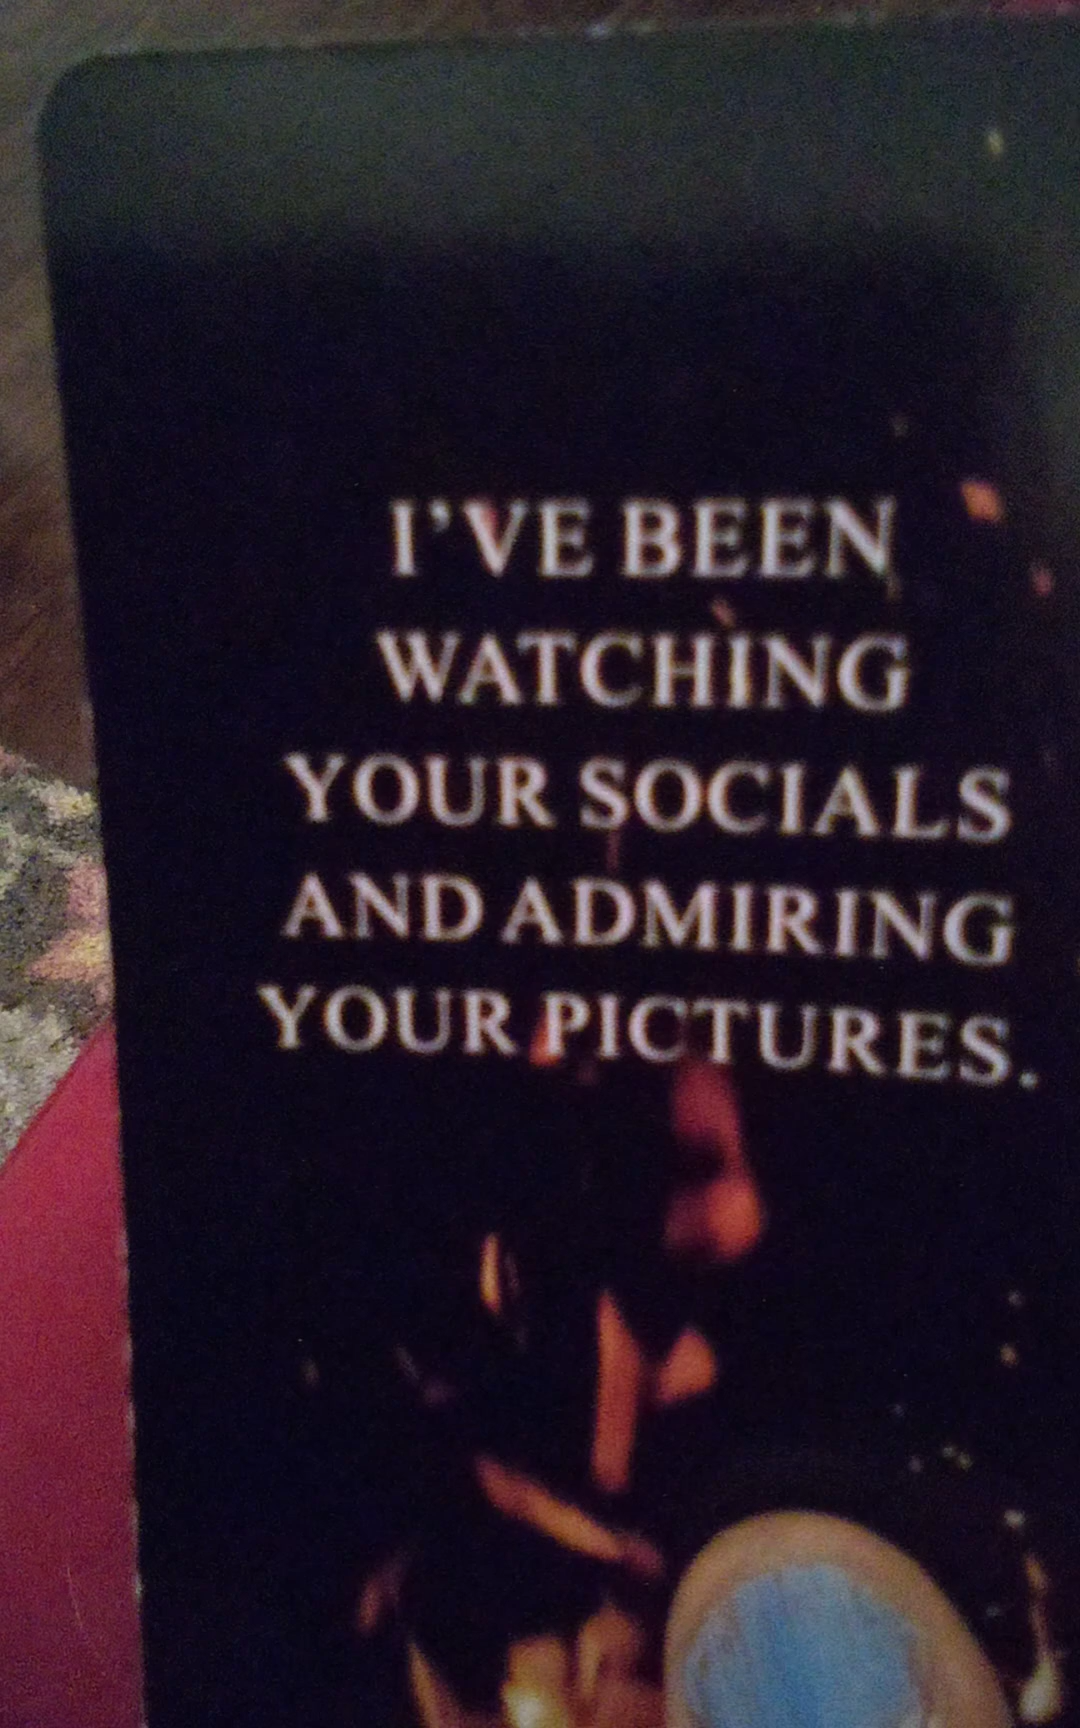 I'VE BEEN
WATCHING
YOUR SOCIALS
AND ADMIRING
YOUR PICTURES.